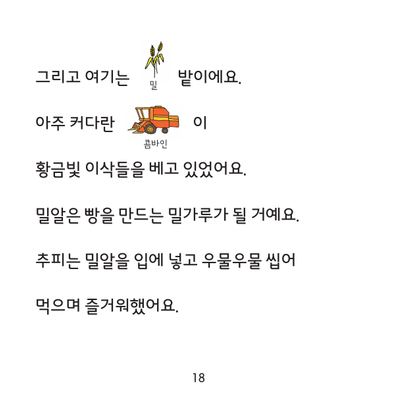 그리고 여기는 밀 밭이에요.
아주 커다란 콤바인 이
황금빛 이삭들을 베고 있었어요.
밀알은 빵을 만드는 밀가루가 될 거예요.
추피는 밀알을 입에 넣고 우물우물 씹어
먹으며 즐거워했어요.
18